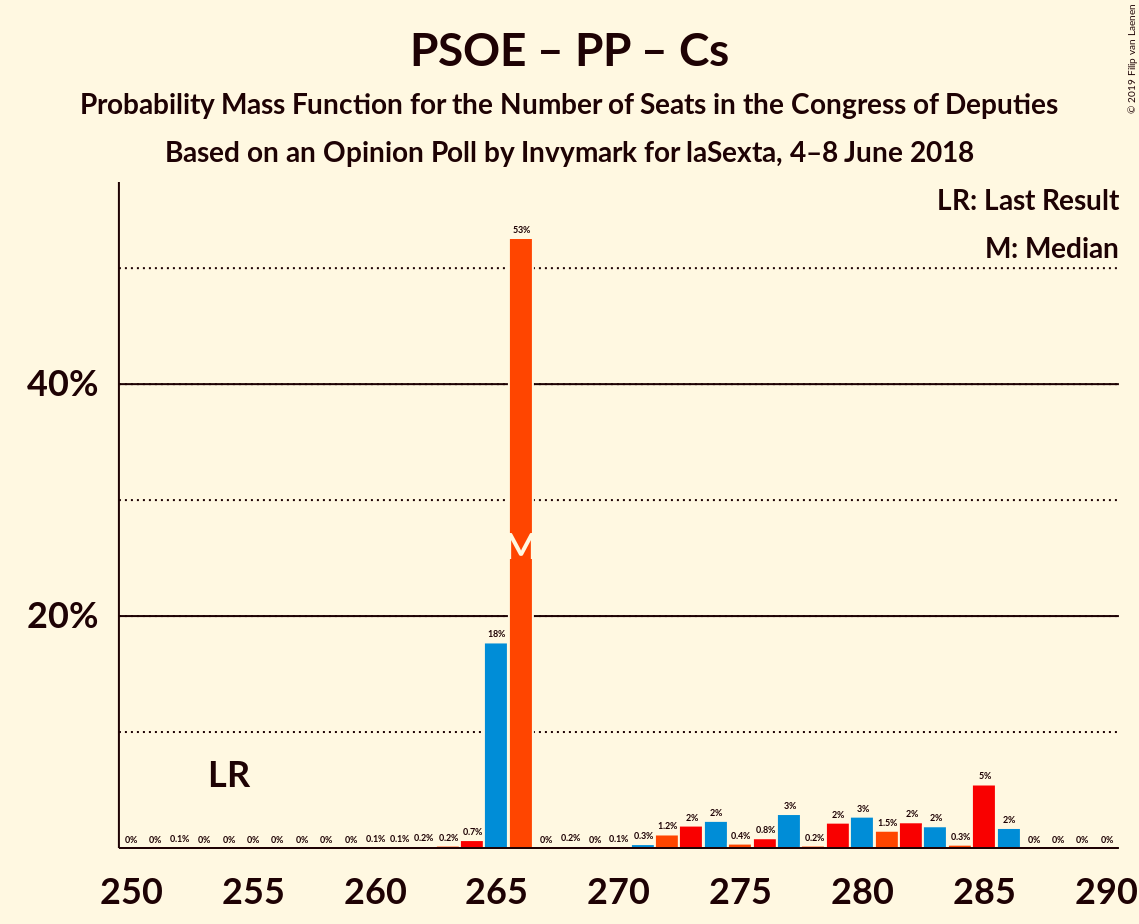 PSOE – PP – Cs
Probability Mass Function for the Number of Seats in the Congress of Deputies
Based on an Opinion Poll by Invymark for laSexta, 4–8 June 2018
© 2019 Filip van Laenen
LR: Last Result
M: Median
40%
20%
LR
M
0% 0% 0.1% 0% 0% 0% 0% 0% 0% 0% 0.1% 0.1% 0.2% 0.2% 0.7% 18% 53% 0% 0.2% 0% 0.1% 0.3% 1.2% 2% 2% 0.4% 0.8% 3% 0.2% 2% 3% 1.5% 2% 2% 0.3% 5% 2% 0% 0% 0% 0%
250 255 260 265 270 275 280 285 290